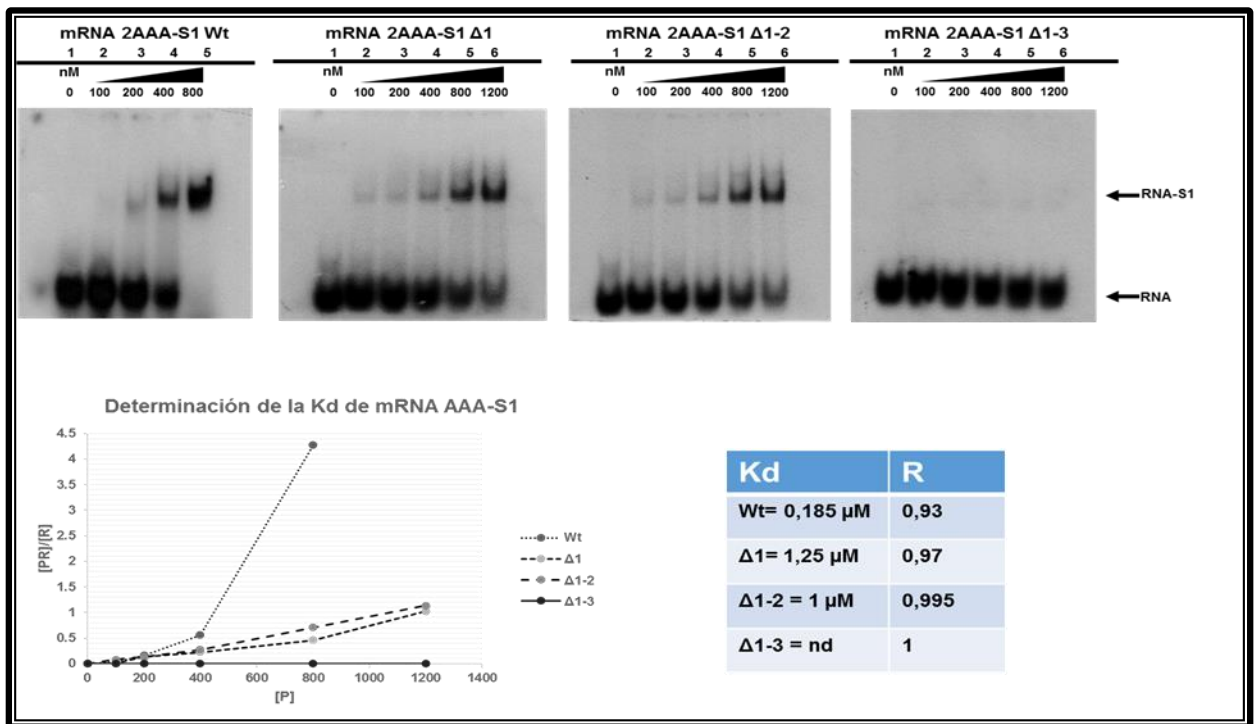 mRNA 2AAA-S1 Wt
1 2 3 4 5
nM
0 100 200 400 800
mRNA 2AAA-S1 Δ1
1 2 3 4 5 6
nM
0 100 200 400 800 1200
mRNA 2AAA-S1 Δ1-2
1 2 3 4 5 6
nM
0 100 200 400 800 1200
mRNA 2AAA-S1 Δ1-3
1 2 3 4 5 6
nM
0 100 200 400 800 1200
RNA-S1
RNA
Determinación de la Kd de mRNA AAA-S1
[PR]/[R]
4.5
4
3.5
3
2.5
2
1.5
1
0.5
0
0 200 400 600 800 1000 1200 1400
[P]
Wt
Δ1
Δ1-2
Δ1-3
Kd R
Wt= 0,185 µM 0,93
Δ1= 1,25 µM 0,97
Δ1-2 = 1 µM 0,995
Δ1-3 = nd 1